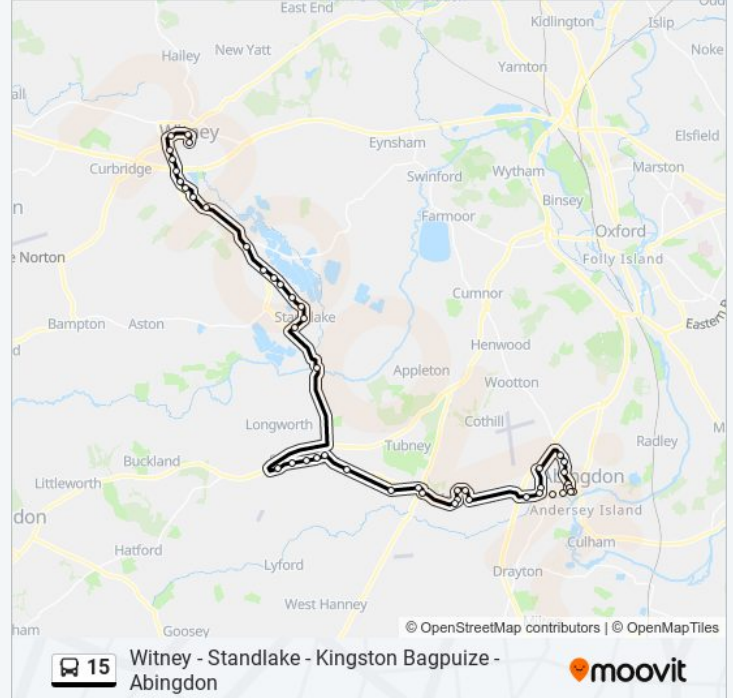 East End
Kidlington
Islip
Hailey
New Yatt
Yarnton
Noke
Witney
Eynsham
Elsfield
Curbridge
Swinford
Wytham
Marston
Binsey
Farmoor
Oxford
Folly Island
Norton
Cumnor
Bampton
Aston
Eastern
Henwood
Appleton
Wootton
Longworth
Cothill
Tubney
Radley
Buckland
Littleworth
Abingdon
Andersey Island
don
Culham
Hatford
Lyford
Drayton
West Hanney
ham
Goosey
© OpenStreetMap contributors | © OpenMapTiles
15
Witney - Standlake - Kingston Bagpuize -
Abingdon
moovit